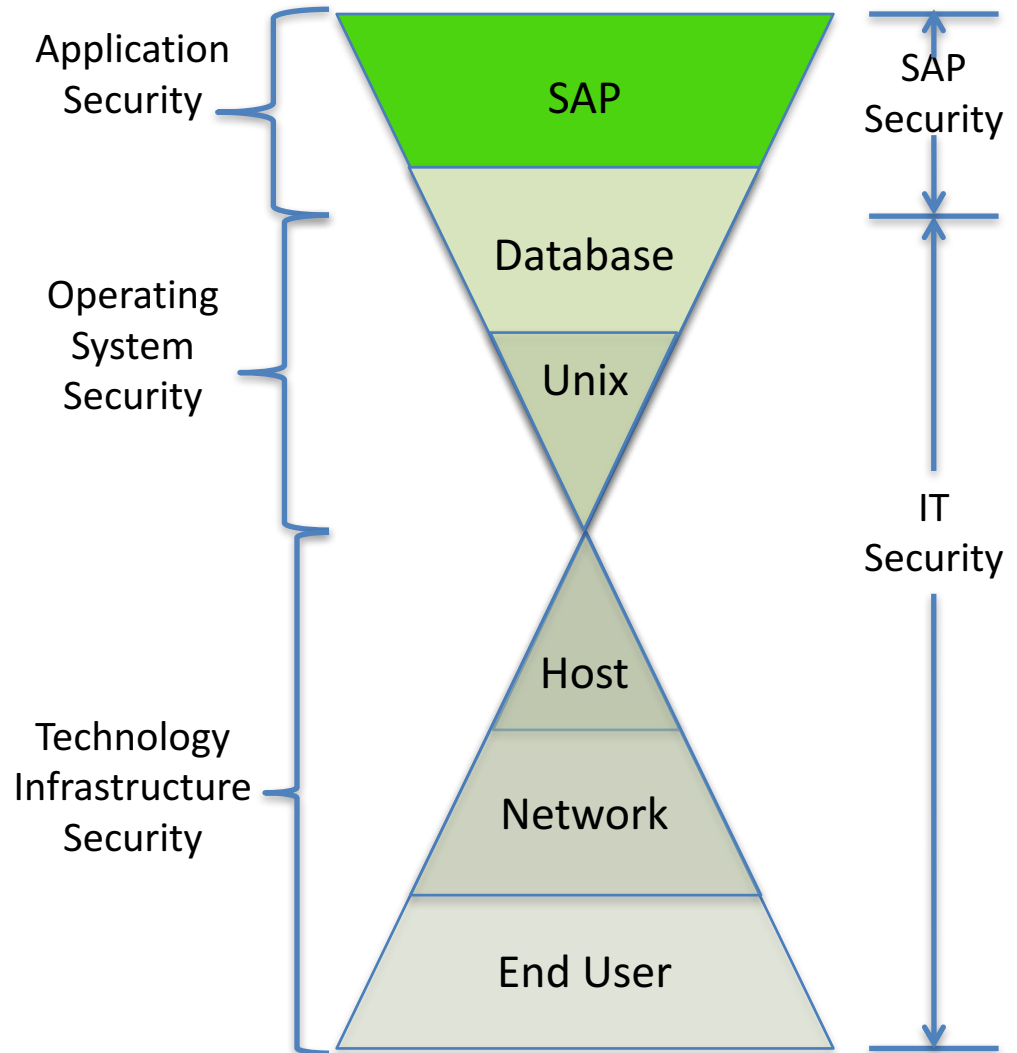 Application
Security
SAP
SAP
Security
Database
Operating
System
Security
Unix
IT
Security
Host
Technology
Infrastructure
Security
Network
End User